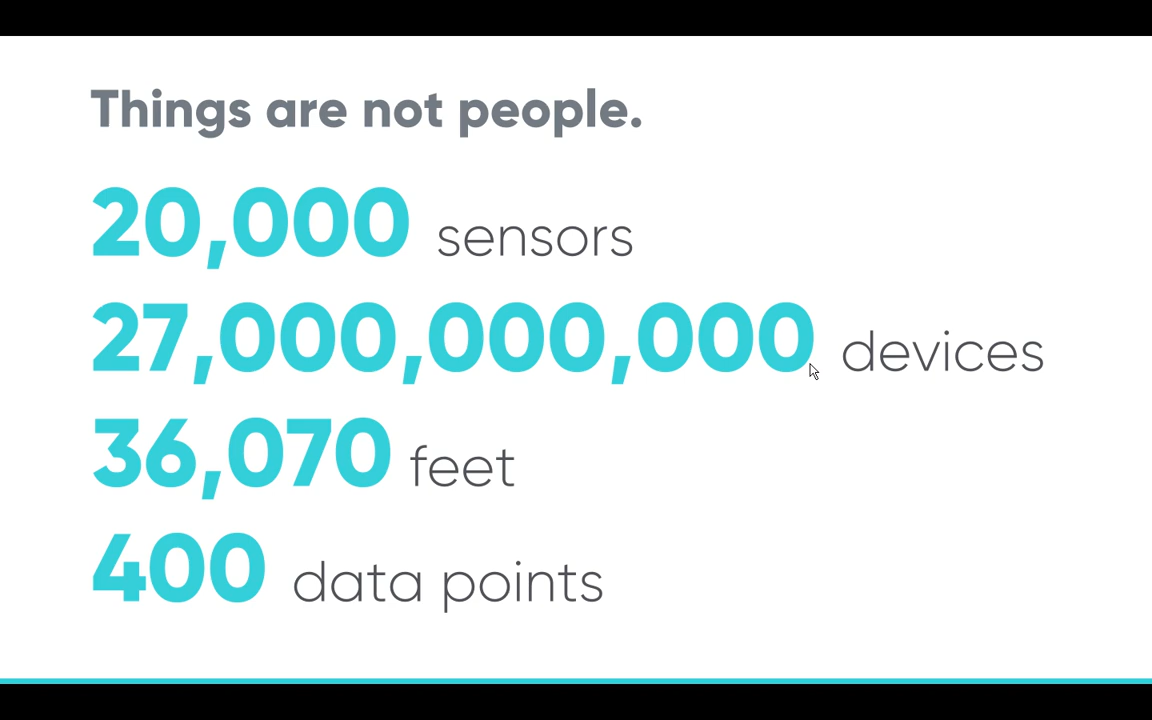 Things are not people.
20,000 sensors
27,000,000,000 devices
36,070 feet
400 data points